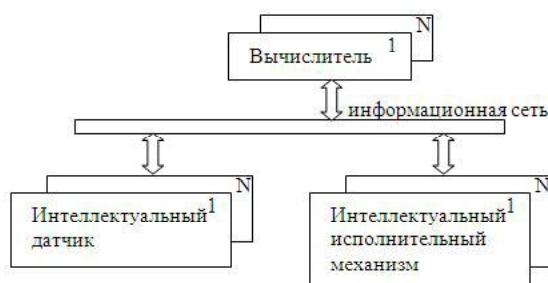 N
Вычислитель 1
информационная сеть
N
Интеллектуальный 1
датчик
N
Интеллектуальный 1
исполнительный
механизм